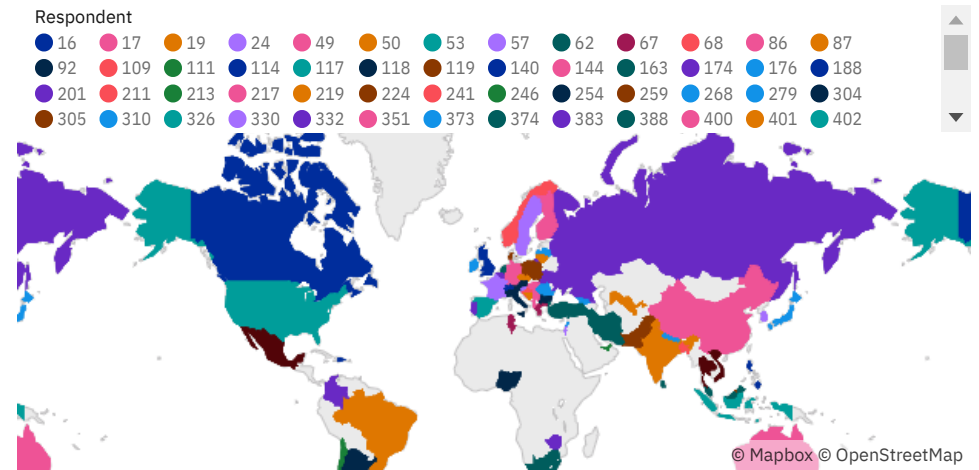 Respondent
16 17 19 24 49 50 53 57 62 67 68 86 87
92 109 111 114 117 118 119 140 144 163 174 176 188
201 211 213 217 219 224 241 246 254 259 268 279 304
305 310 326 330 332 351 373 374 383 388 400 401 402
© Mapbox © OpenStreetMap